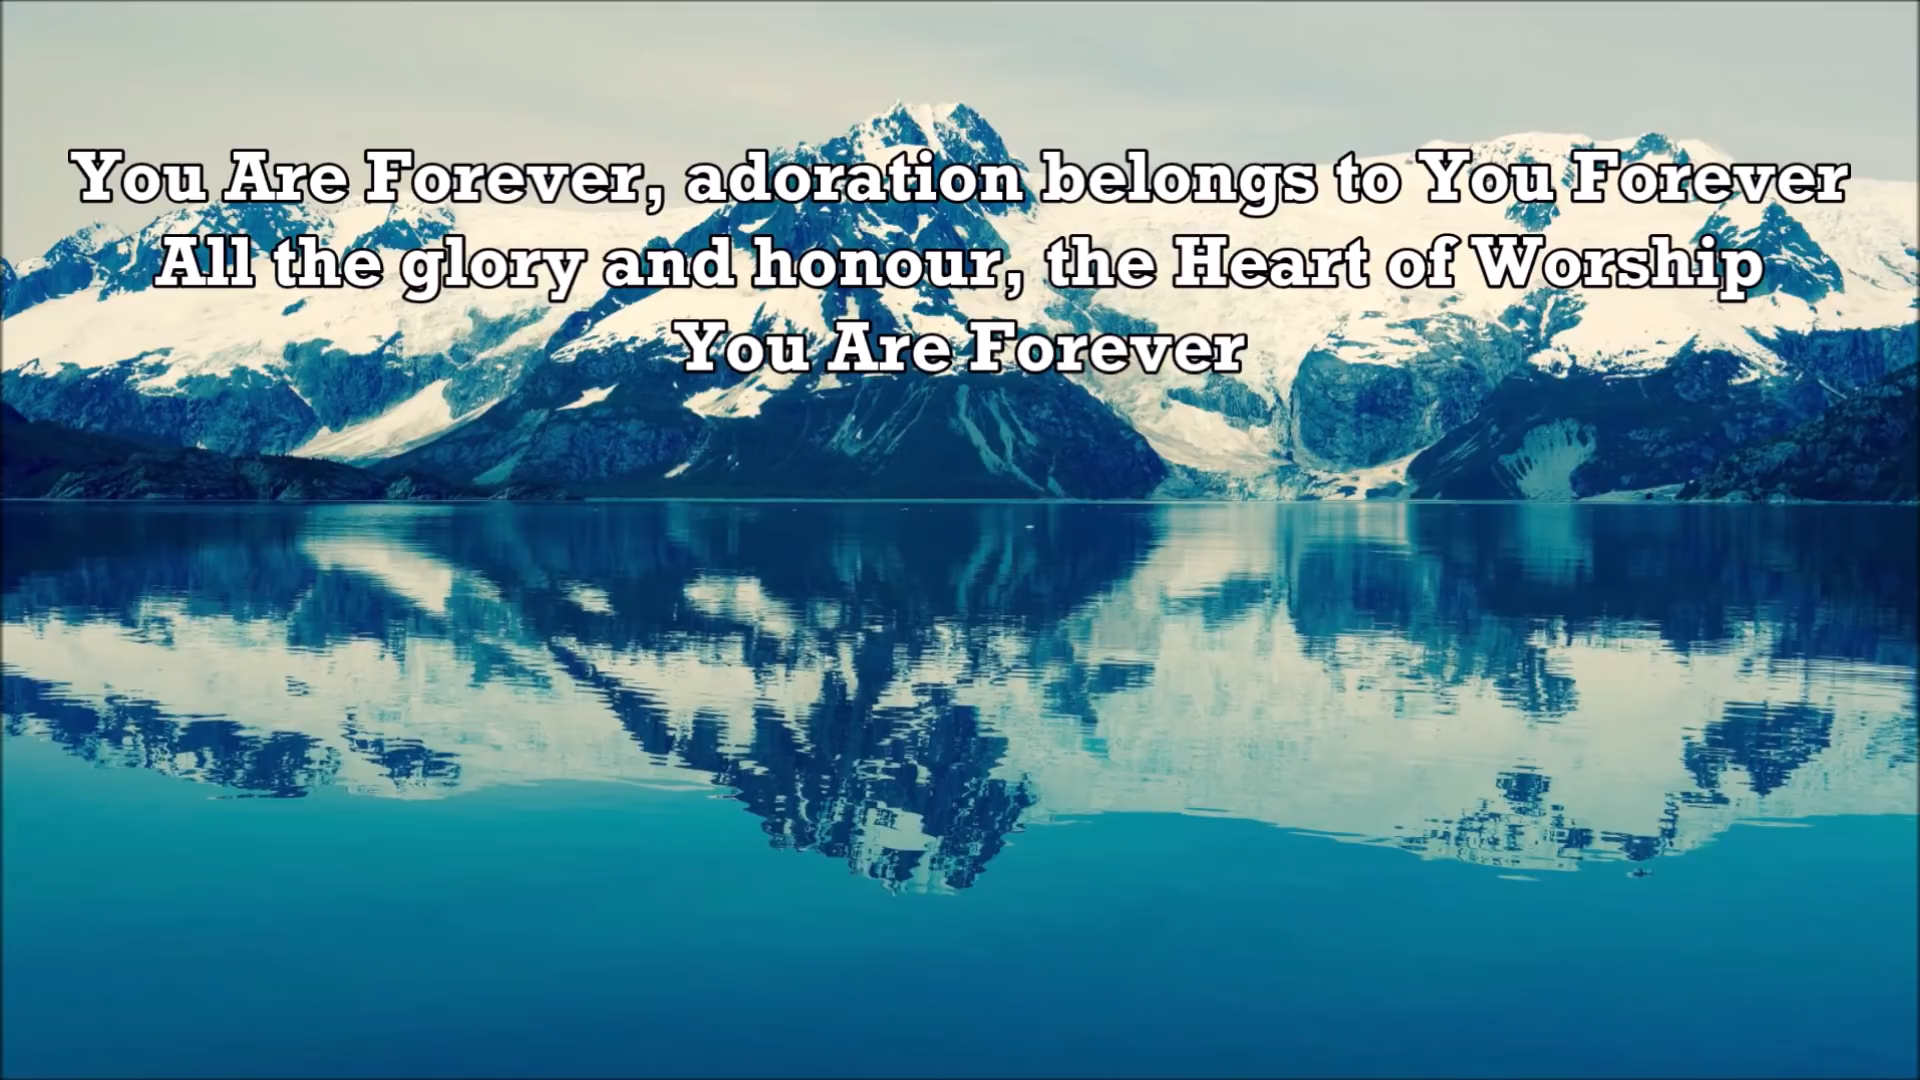 You Are Forever, adoration belongs to You Forever
All the glory and honour, the Heart of Worship
You Are Forever